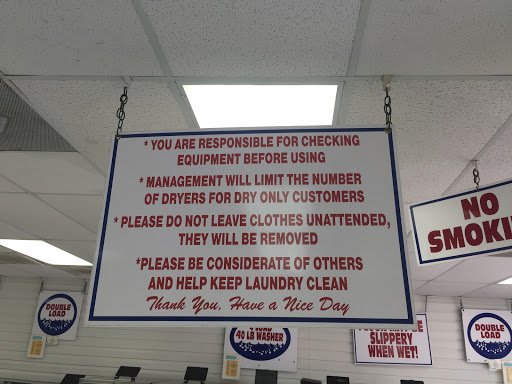 * YOU ARE RESPONSIBLE FOR CHECKING
EQUIPMENT BEFORE USING
* MANAGEMENT WILL LIMIT THE NUMBER
OF DRYERS FOR DRY ONLY CUSTOMERS
* PLEASE DO NOT LEAVE CLOTHES UNATTENDED,
THEY WILL BE REMOVED
*PLEASE BE CONSIDERATE OF OTHERS
AND HELP KEEP LAUNDRY CLEAN
Thank You, Have a Nice Day
NO
SMOKI
DOUBLE
LOAD
40 LB WASHER
SLIPPERY
WHEN WET!
DOUBLE
LOAD